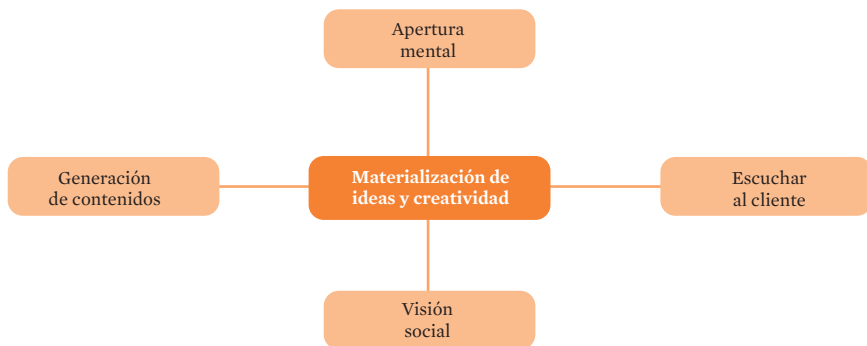 Apertura
mental
Generación
de contenidos
Materialización de
ideas y creatividad
Escuchar
al cliente
Visión
social